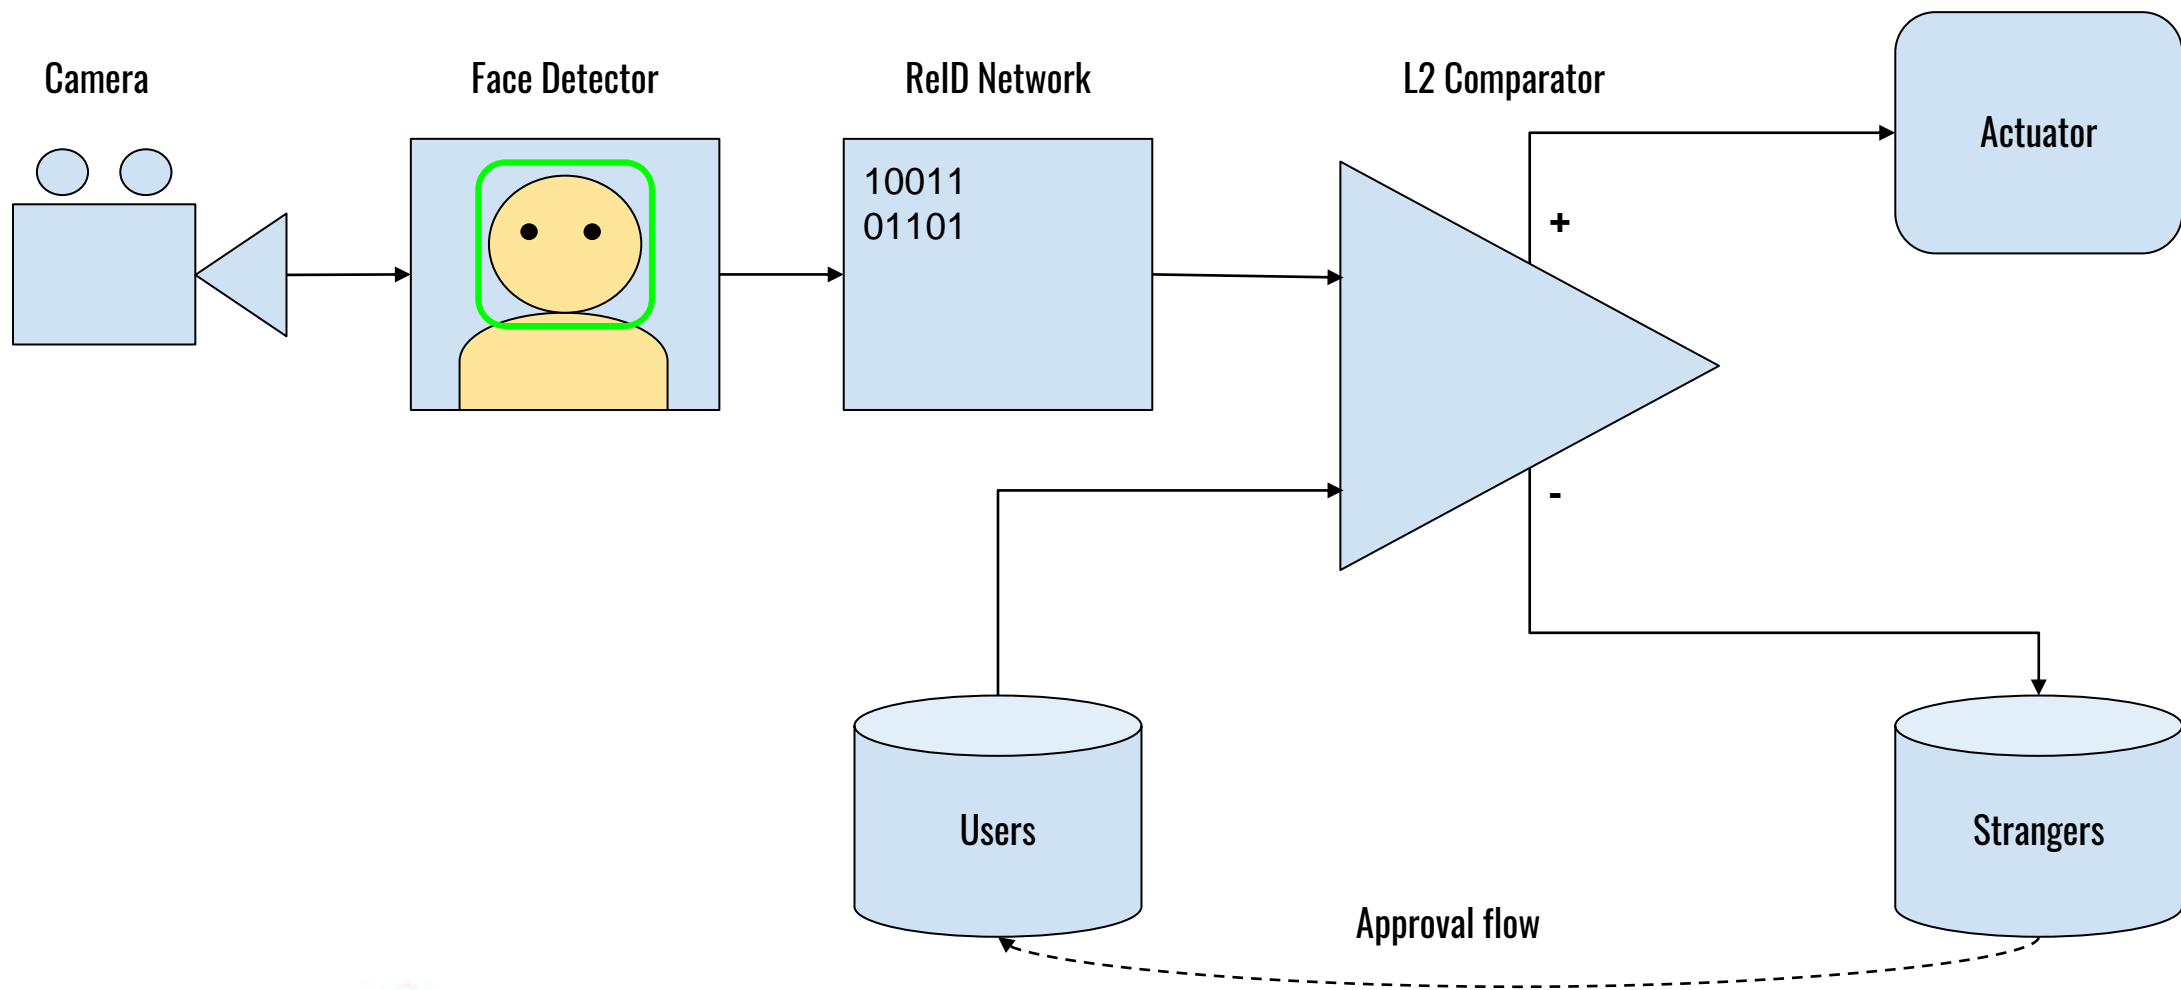 Camera
Face Detector
ReID Network
L2 Comparator
Actuator
10011
01101
+
-
Users
Strangers
Approval flow